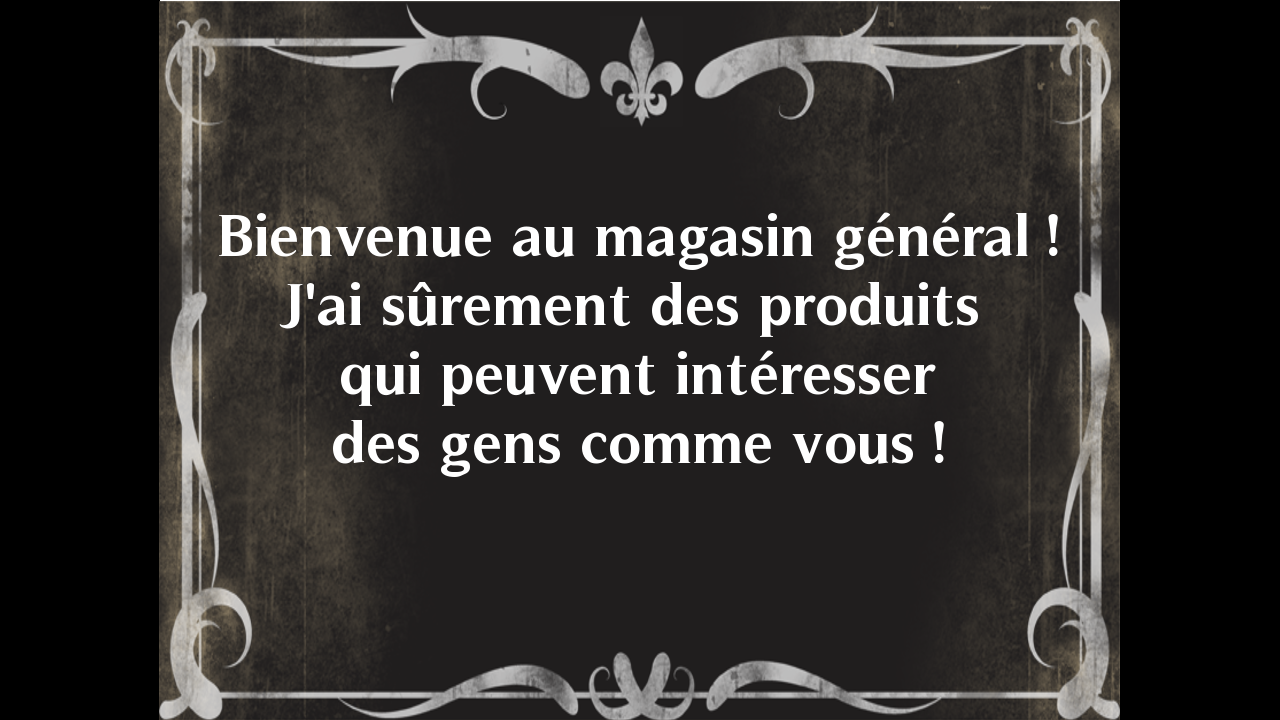 Bienvenue au magasin général !
J'ai sûrement des produits
qui peuvent intéresser
des gens comme vous !